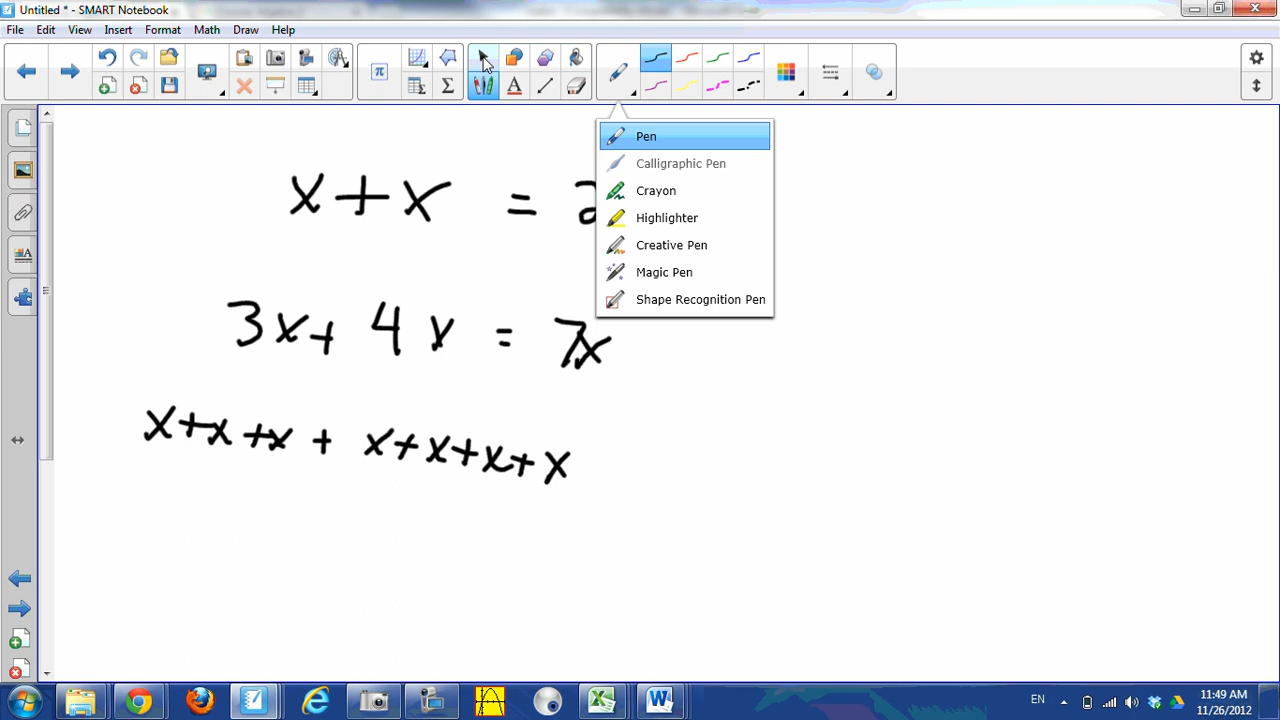 Untitled * - SMART Notebook
File Edit View Insert Format Math Draw Help
Pen
Calligraphic Pen
Crayon
Highlighter
Creative Pen
Magic Pen
Shape Recognition Pen
x+x = 2
3x+ 4x = 7x
x+x+x + x+x+x+x
EN
11:49 AM
11/26/2012